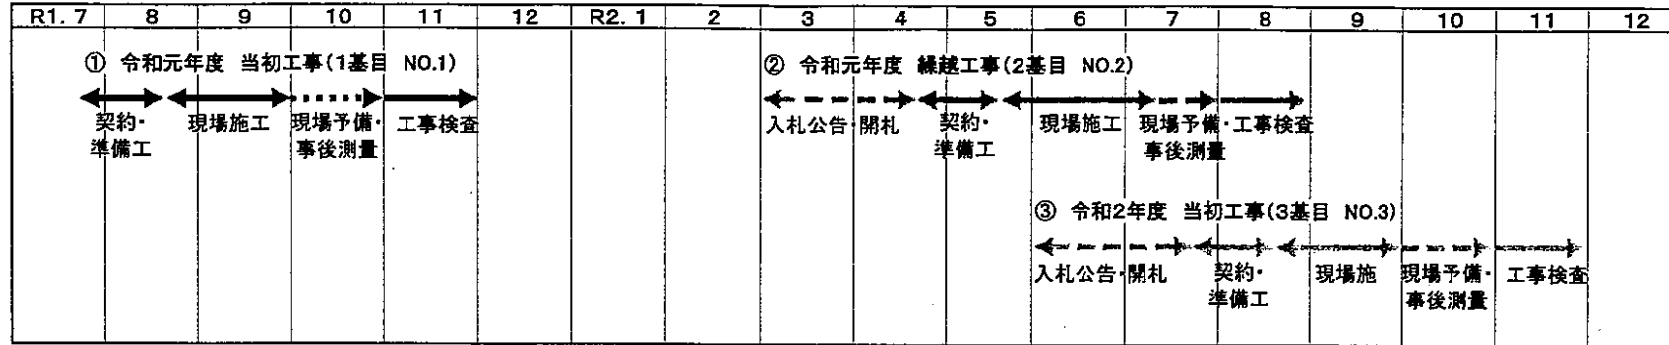 R1. 7 8 9 10 11 12 R2. 1 2 3 4 5 6 7 8 9 10 11 12
① 令和元年度 当初工事(1基目 NO.1)
契約・ 現場施工 現場予備・ 工事検査
準備工 事後測量
② 令和元年度 繰越工事(2基目 NO.2)
入札公告・開札 契約・ 現場施工 現場予備・工事検査
準備工 事後測量
③ 令和2年度 当初工事(3基目 NO.3)
入札公告・開札 契約・ 現場施 現場予備・ 工事検査
準備工 事後測量